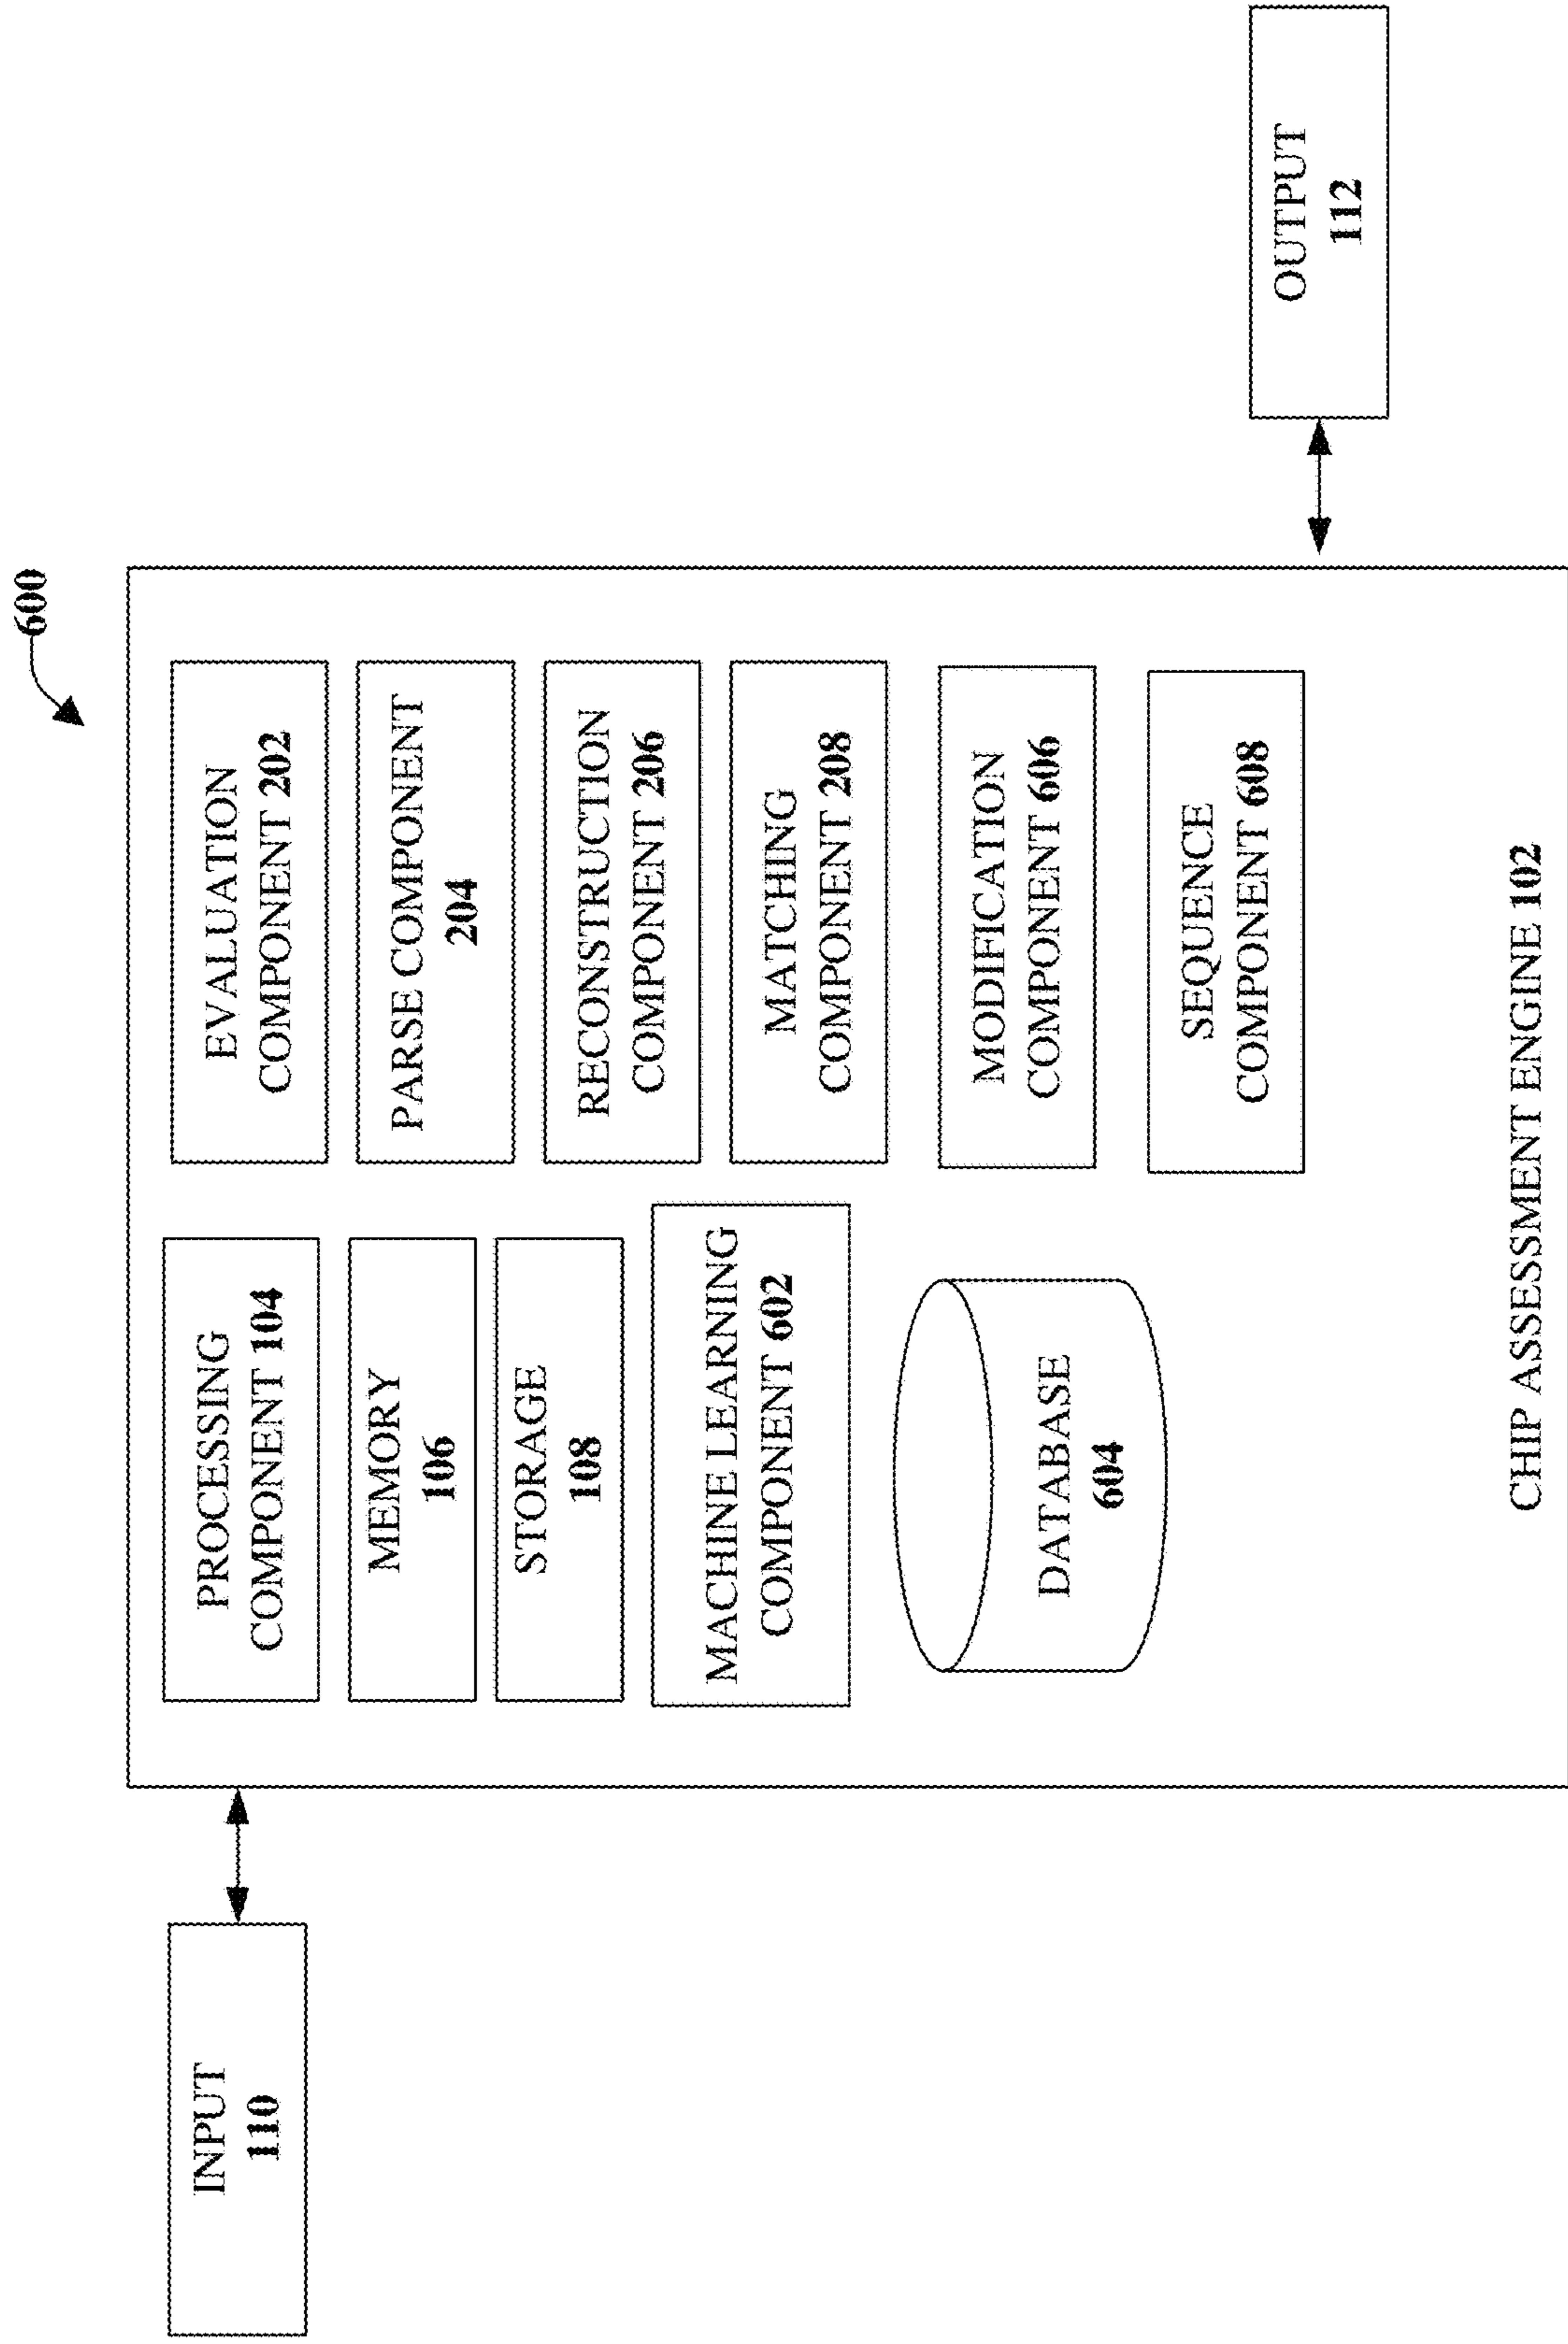 600
INPUT
110
PROCESSING
COMPONENT 104
MEMORY
106
STORAGE
108
MACHINE LEARNING
COMPONENT 602
DATABASE
604
EVALUATION
COMPONENT 202
PARSE COMPONENT
204
RECONSTRUCTION
COMPONENT 206
MATCHING
COMPONENT 208
MODIFICATION
COMPONENT 606
SEQUENCE
COMPONENT 608
CHIP ASSESSMENT ENGINE 102
OUTPUT
112